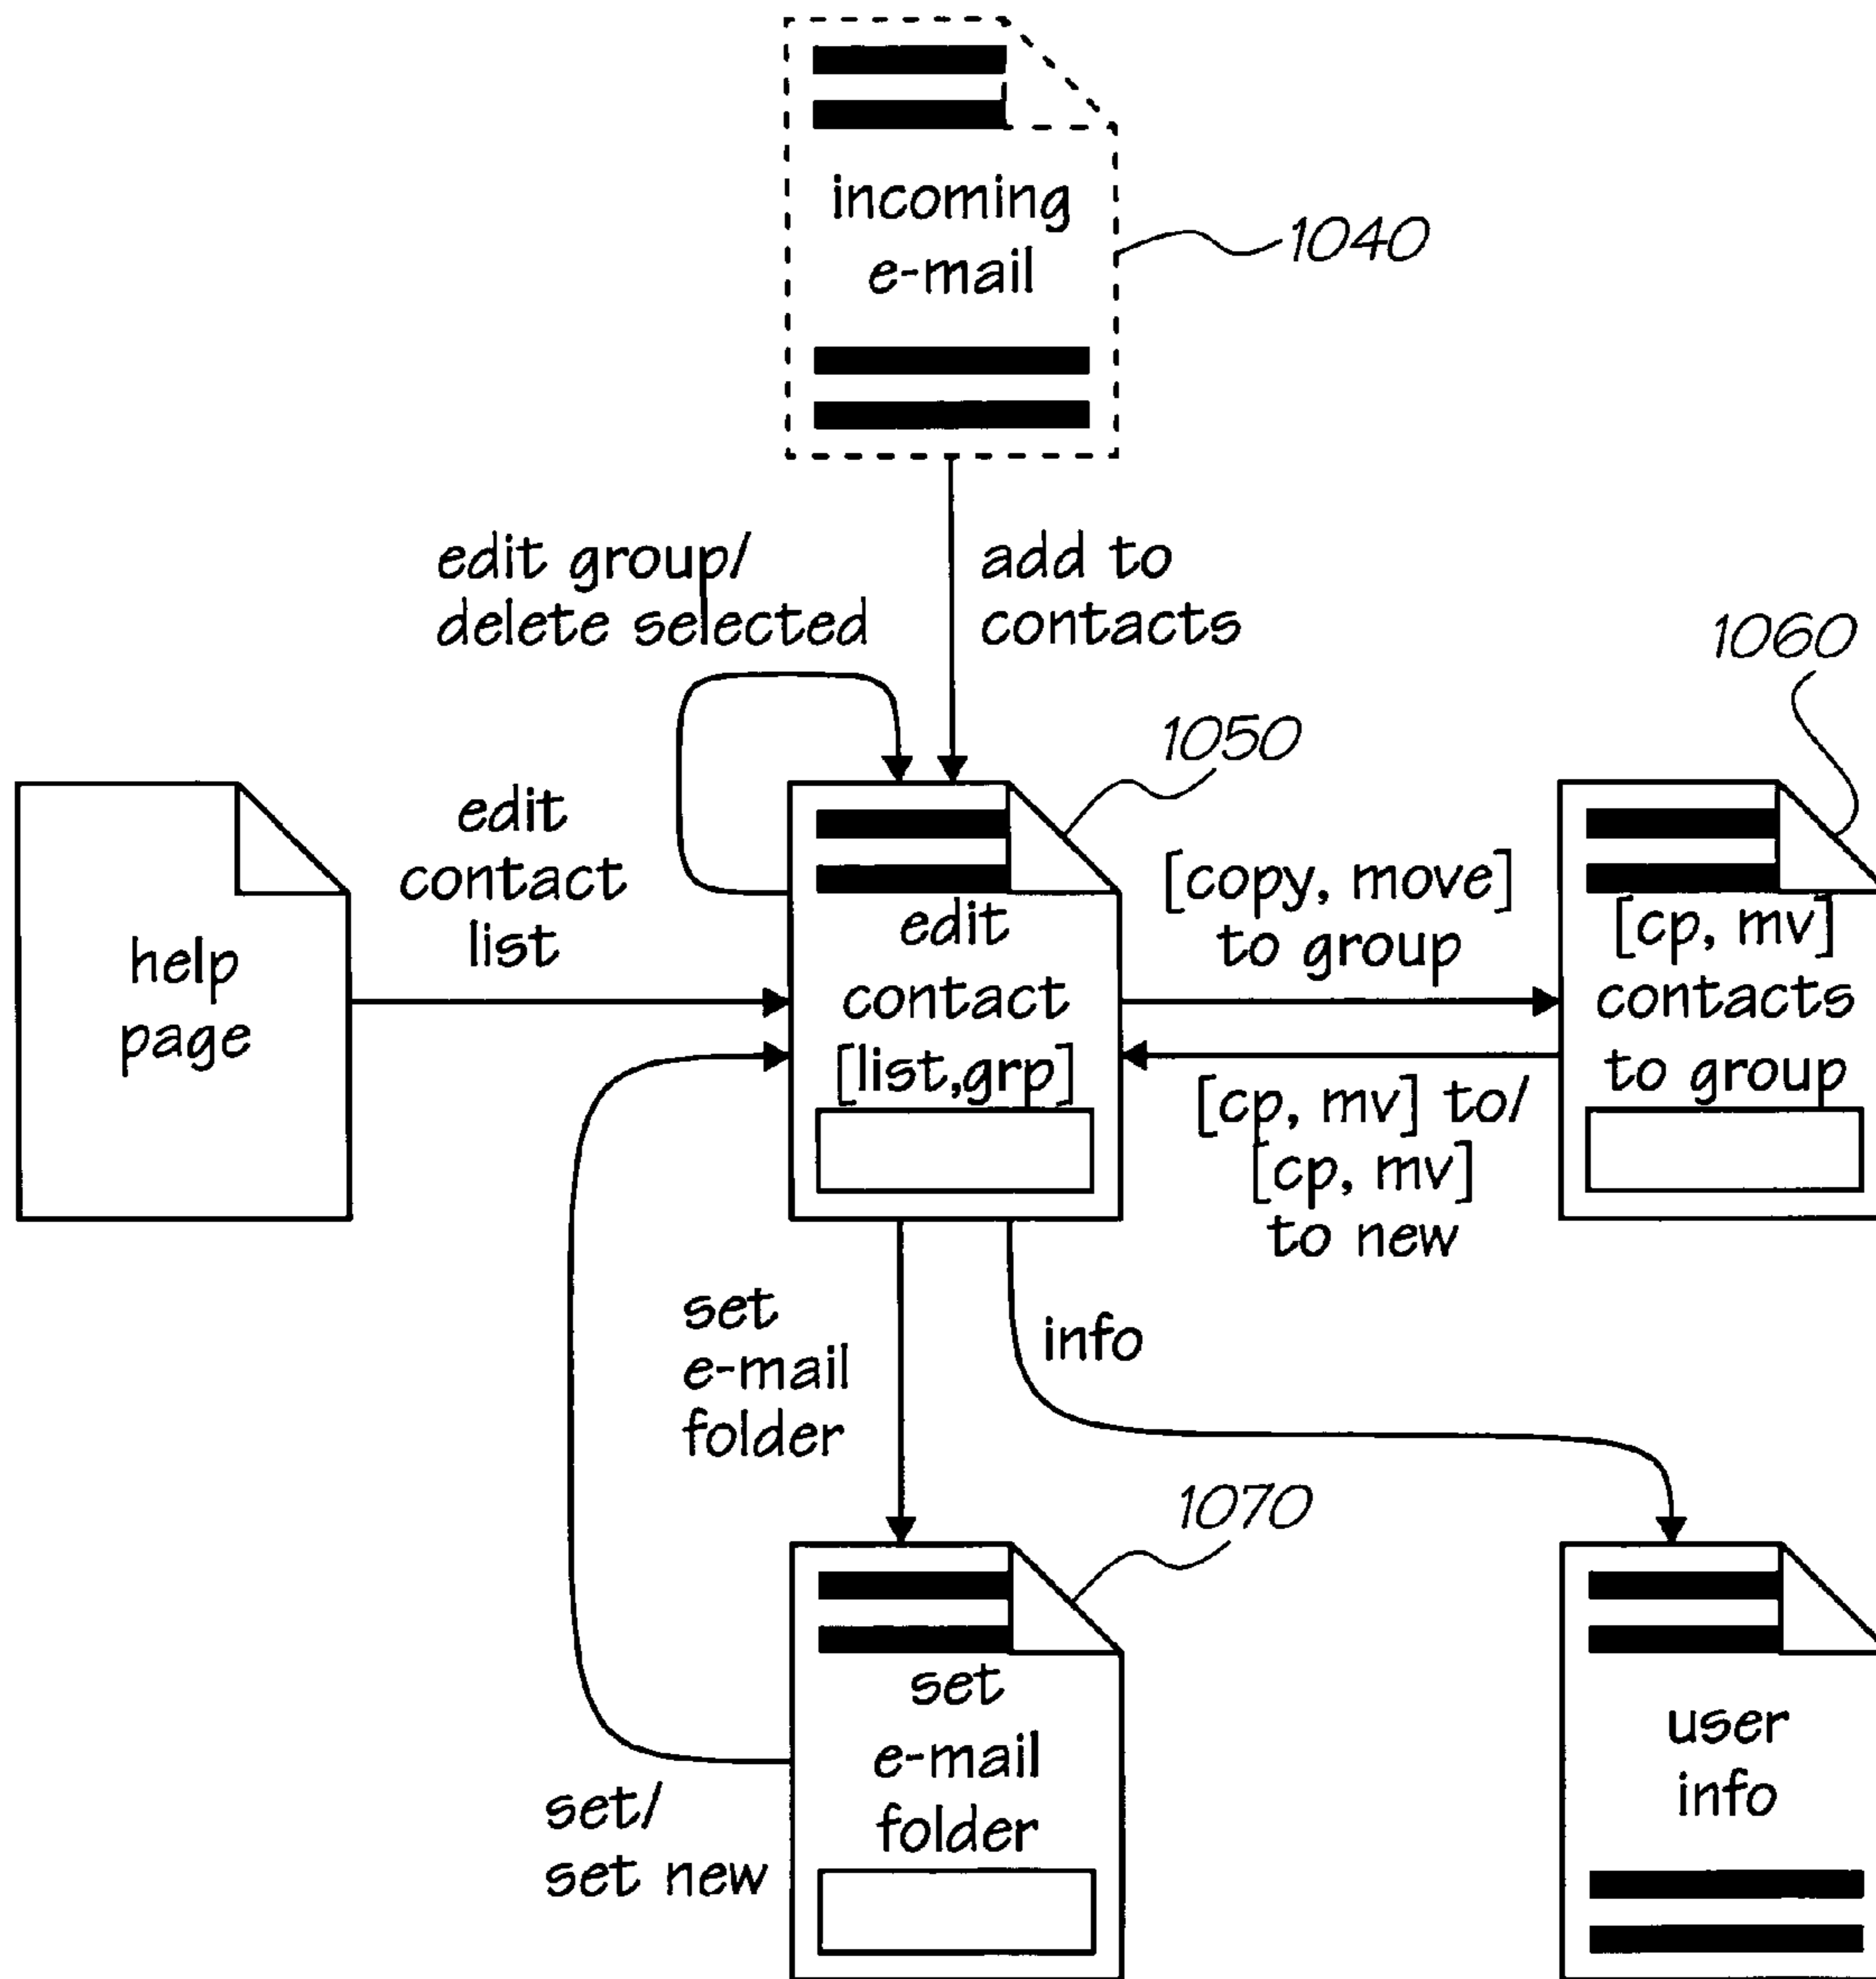 incoming
e-mail
1040
edit group/
delete selected
add to
contacts
1060
1050
help
page
edit
contact
list
edit
contact
[list,grp]
[copy, move]
to group
[cp, mv]
contacts
to group
[cp, mv] to/
[cp, mv]
to new
set
e-mail
folder
info
1070
set/
set new
set
e-mail
folder
user
info